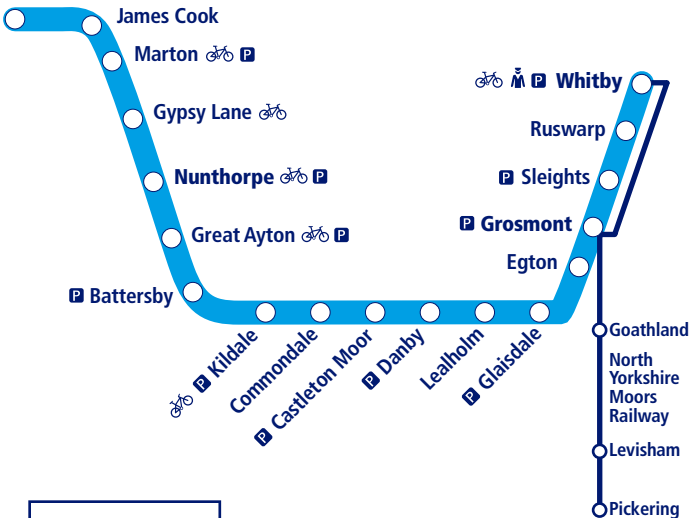 James Cook
Marton P
Gypsy Lane
Nunthorpe P
Great Ayton P
P Battersby
P Kildale
Commondale
P Castleton Moor
P Danby
Lealholm
P Glaisdale
Egton
P Grosmont
P Sleights
Ruswarp
P Whitby
Goathland
North
Yorkshire
Moors
Railway
Levisham
Pickering